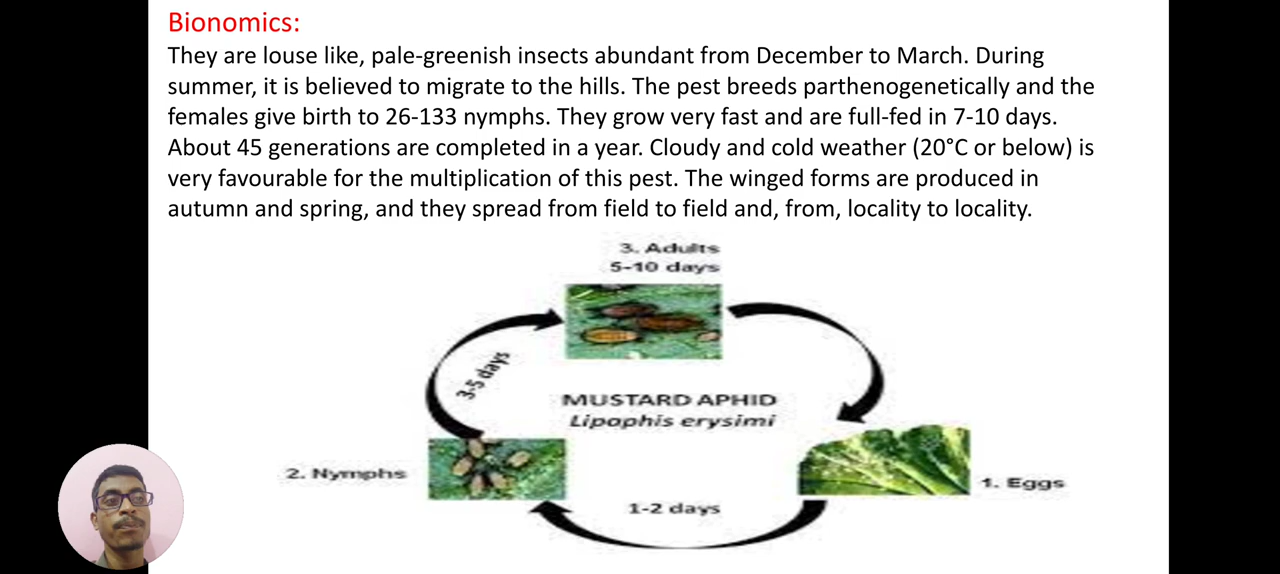 Bionomics:
They are louse like, pale-greenish insects abundant from December to March. During
summer, it is believed to migrate to the hills. The pest breeds parthenogenetically and the
females give birth to 26-133 nymphs. They grow very fast and are full-fed in 7-10 days.
About 45 generations are completed in a year. Cloudy and cold weather (20°C or below) is
very favourable for the multiplication of this pest. The winged forms are produced in
autumn and spring, and they spread from field to field and, from, locality to locality.
3. Adults
5-10 days
3-5 days
MUSTARD APHID
Lipaphis erysimi
2. Nymphs
1. Eggs
1-2 days